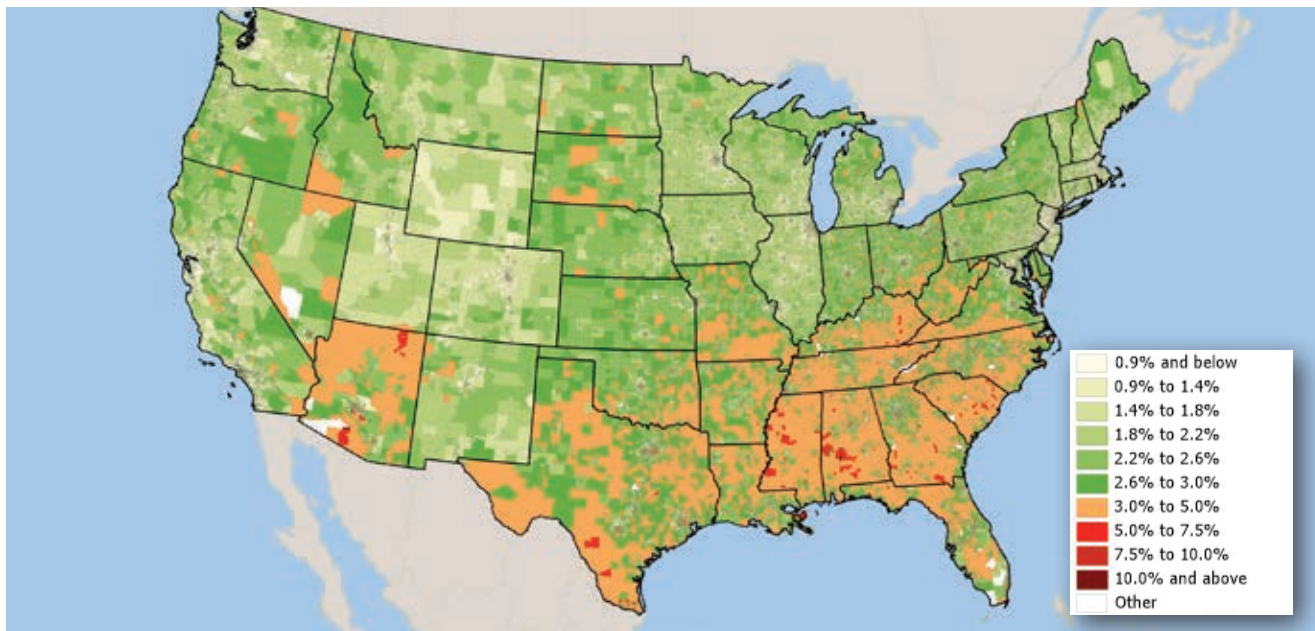 0.9% and below
0.9% to 1.4%
1.4% to 1.8%
1.8% to 2.2%
2.2% to 2.6%
2.6% to 3.0%
3.0% to 5.0%
5.0% to 7.5%
7.5% to 10.0%
10.0% and above
Other